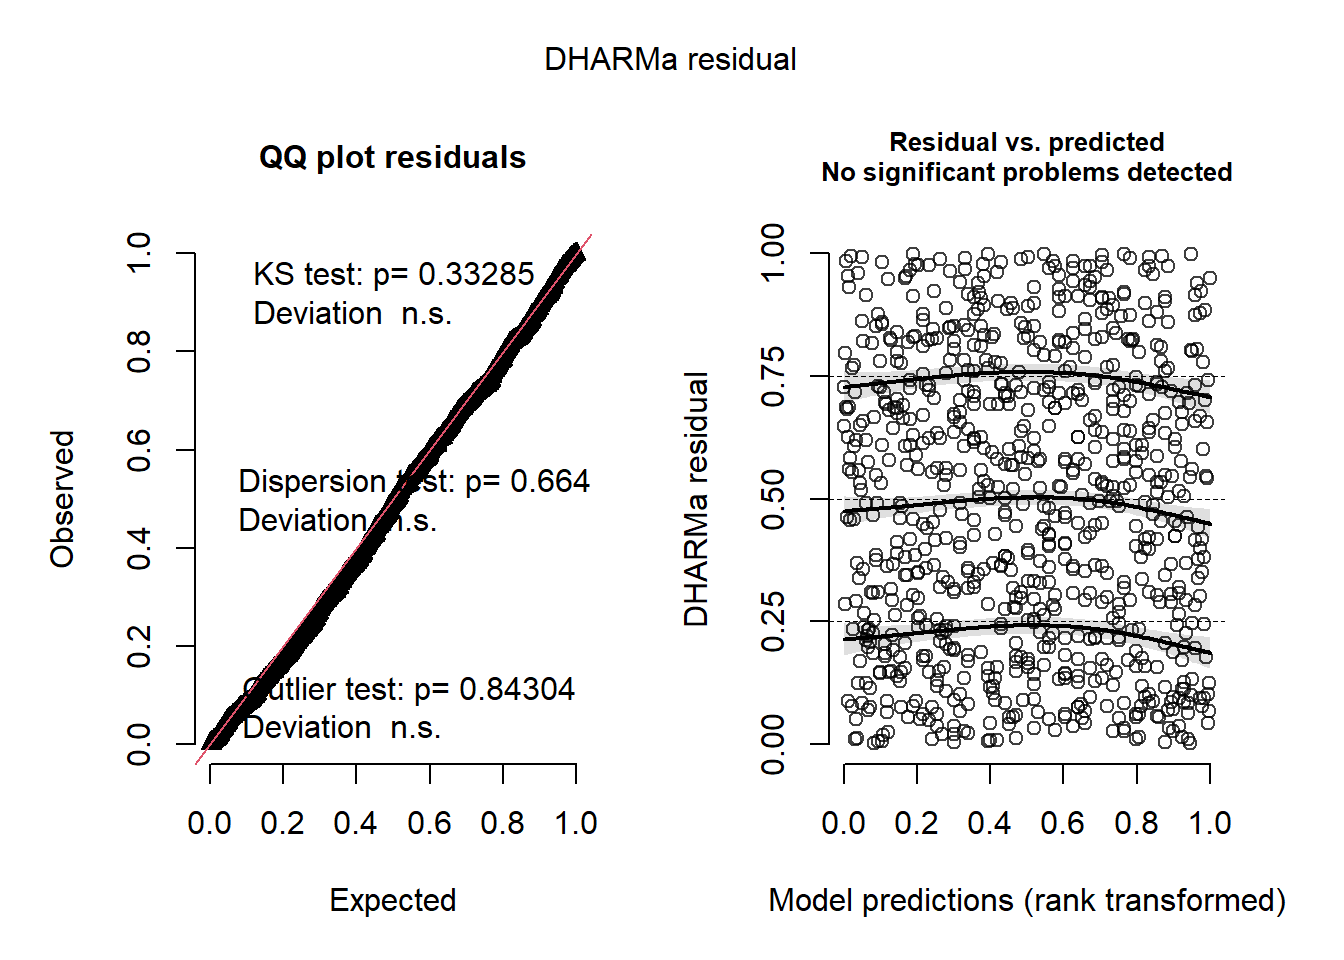 DHARMa residual
QQ plot residuals
KS test: p= 0.33285
Deviation n.s.
Dispersion test: p= 0.664
Deviation n.s.
Outlier test: p= 0.84304
Deviation n.s.
Observed
0.0 0.2 0.4 0.6 0.8 1.0
0.0 0.2 0.4 0.6 0.8 1.0
Expected
Residual vs. predicted
No significant problems detected
DHARMa residual
0.00 0.25 0.50 0.75 1.00
0.0 0.2 0.4 0.6 0.8 1.0
Model predictions (rank transformed)